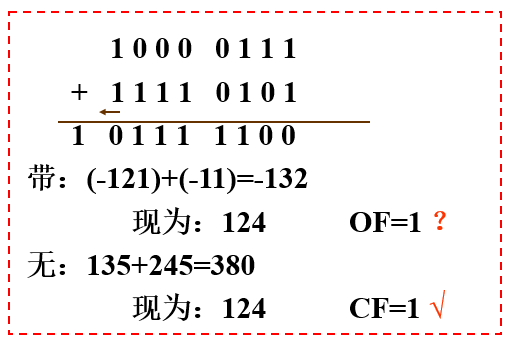 1000 0111
+ 1111 0101
1 0111 1100
带：(-121)+(-11)=-132
现为：124 OF=1 ？
无：135+245=380
现为：124 CF=1 √